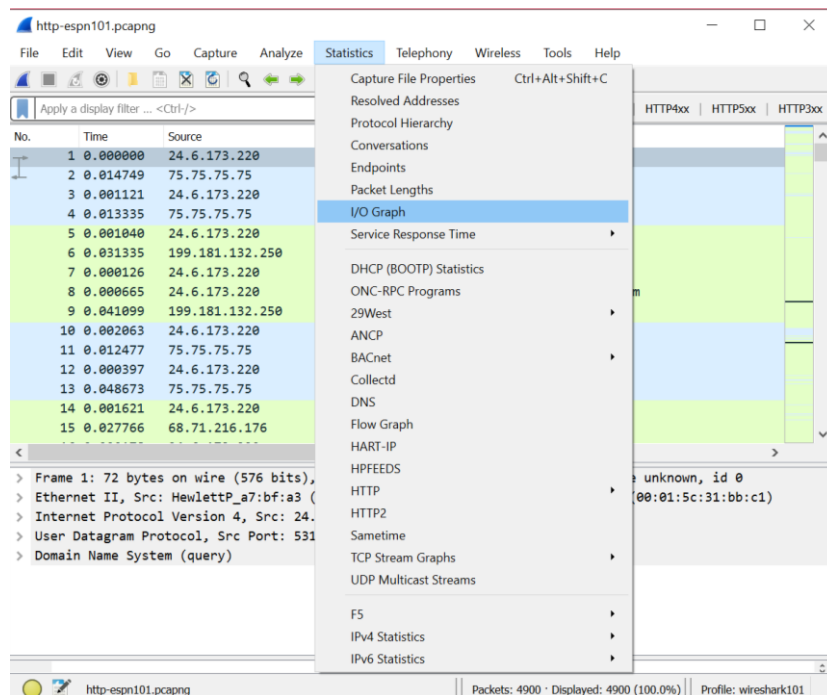 http-espn101.pcapng
File Edit View Go Capture Analyze Statistics Telephony Wireless Tools Help
Apply a display filter ... <Ctrl-/> HTTP4xx | HTTP5xx | HTTP3xx
No. Time Source
1 0.000000 24.6.173.220
2 0.014749 75.75.75.75
3 0.001121 24.6.173.220
4 0.013335 75.75.75.75
5 0.001040 24.6.173.220
6 0.031335 199.181.132.250
7 0.000126 24.6.173.220
8 0.000665 24.6.173.220
9 0.041099 199.181.132.250
10 0.002063 24.6.173.220
11 0.012477 75.75.75.75
12 0.000397 24.6.173.220
13 0.048673 75.75.75.75
14 0.001621 24.6.173.220
15 0.027766 68.71.216.176
Capture File Properties Ctrl+Alt+Shift+C
Resolved Addresses
Protocol Hierarchy
Conversations
Endpoints
Packet Lengths
I/O Graph
Service Response Time
DHCP (BOOTP) Statistics
ONC-RPC Programs
29West
ANCP
BACnet
Collectd
DNS
Flow Graph
HART-IP
HPFEEDS
HTTP
HTTP2
Sametime
TCP Stream Graphs
UDP Multicast Streams
F5
IPv4 Statistics
IPv6 Statistics
> Frame 1: 72 bytes on wire (576 bits), unknown, id 0
> Ethernet II, Src: HewlettP_a7:bf:a3 ( (00:01:5c:31:bb:c1)
> Internet Protocol Version 4, Src: 24.
> User Datagram Protocol, Src Port: 531
> Domain Name System (query)
http-espn101.pcapng Packets: 4900 · Displayed: 4900 (100.0%) Profile: wireshark101